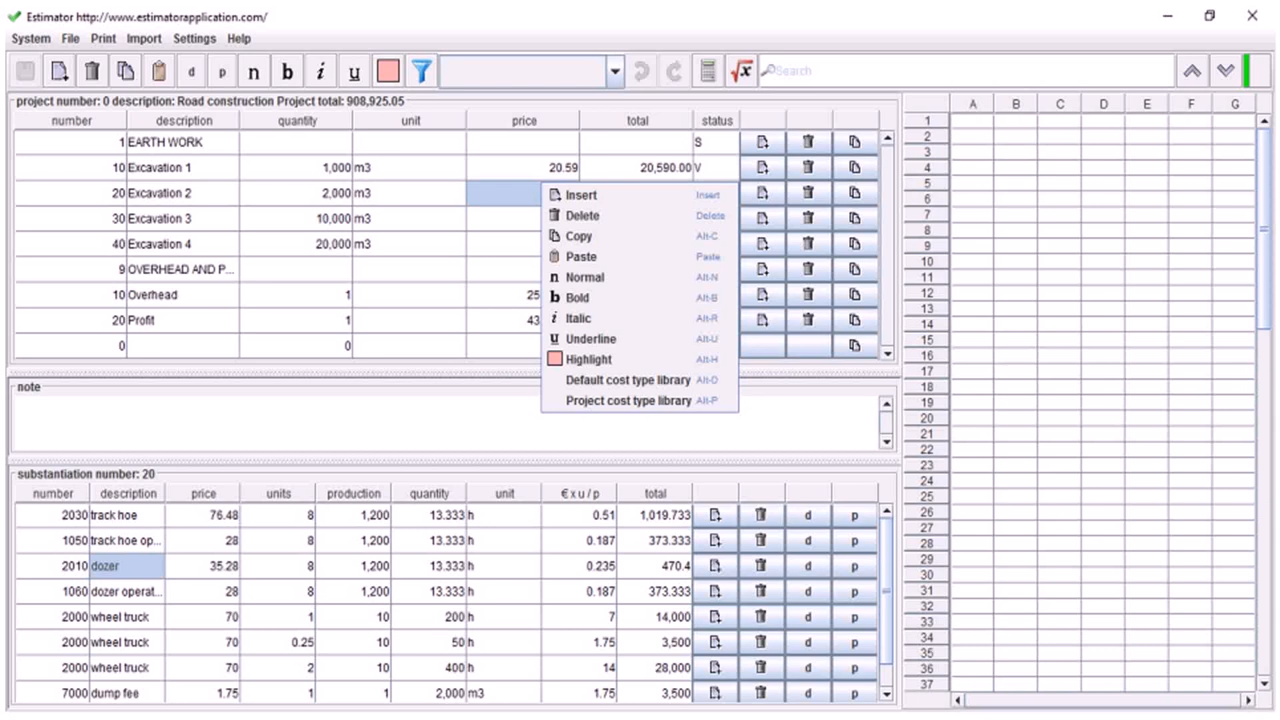 Estimator http://www.estimatorapplication.com/
System File Print Import Settings Help
d p n b i u √x Search
project number: 0 description: Road construction Project total: 908,925.05
number description quantity unit price total status
1 EARTH WORK S
10 Excavation 1 1,000 m3 20.59 20,590.00 V
20 Excavation 2 2,000 m3
30 Excavation 3 10,000 m3
40 Excavation 4 20,000 m3
9 OVERHEAD AND P...
10 Overhead 1 25
20 Profit 1 43
0 0
Insert Insert
Delete Delete
Copy Alt-C
Paste Paste
n Normal Alt-N
b Bold Alt-B
i Italic Alt-R
u Underline Alt-U
Highlight Alt-H
Default cost type library Alt-D
Project cost type library Alt-P
note
substantiation number: 20
number description price units production quantity unit € x u / p total
2030 track hoe 76.48 8 1,200 13.333 h 0.51 1,019.733 d p
1050 track hoe op... 28 8 1,200 13.333 h 0.187 373.333 d p
2010 dozer 35.28 8 1,200 13.333 h 0.235 470.4 d p
1060 dozer operat... 28 8 1,200 13.333 h 0.187 373.333 d p
2000 wheel truck 70 1 10 200 h 7 14,000 d p
2000 wheel truck 70 0.25 10 50 h 1.75 3,500 d p
2000 wheel truck 70 2 10 400 h 14 28,000 d p
7000 dump fee 1.75 1 1 2,000 m3 1.75 3,500 d p
A B C D E F G
1
2
3
4
5
6
7
8
9
10
11
12
13
14
15
16
17
18
19
20
21
22
23
24
25
26
27
28
29
30
31
32
33
34
35
36
37